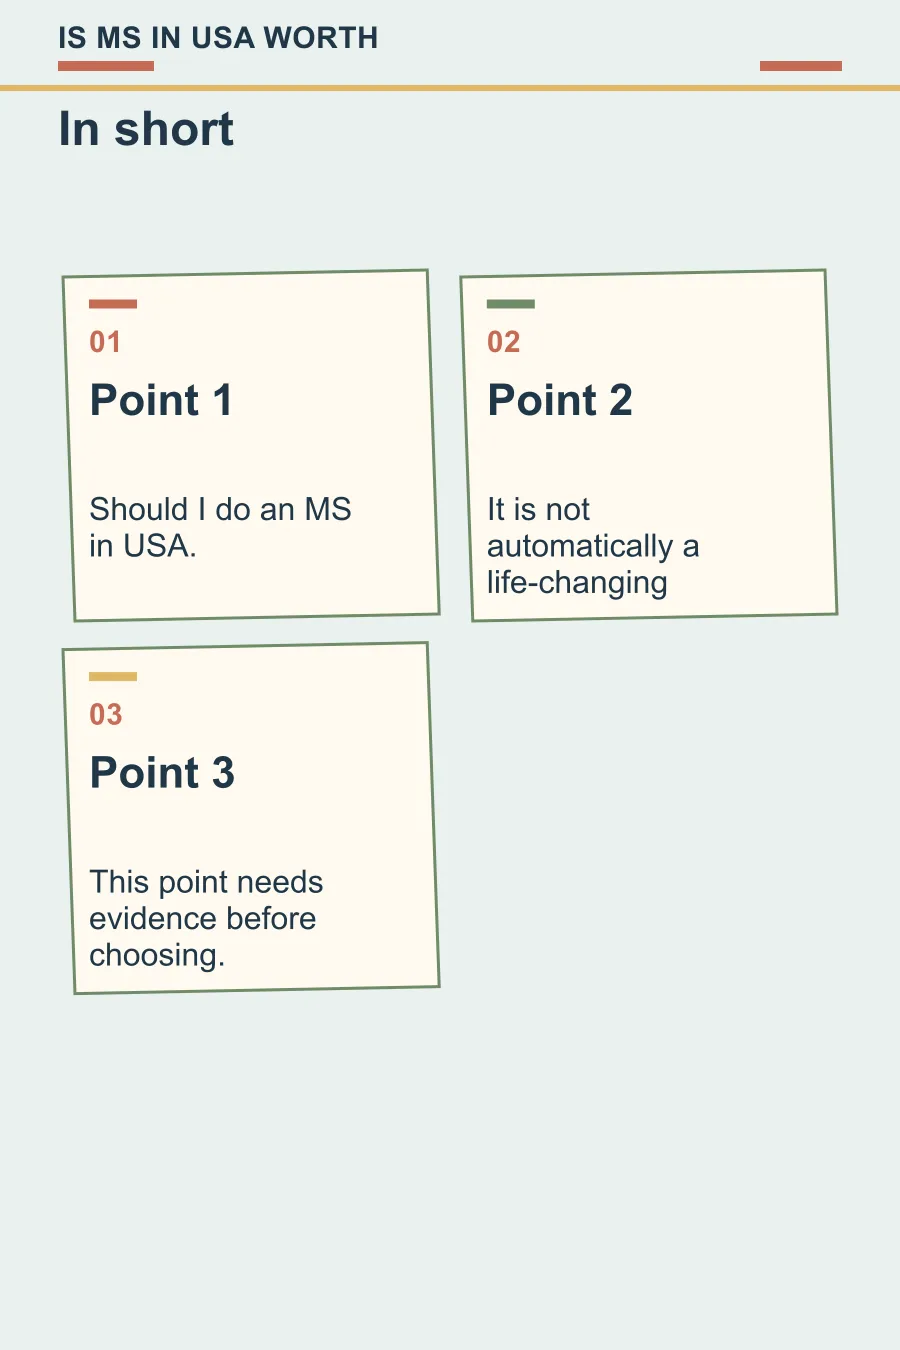 IS MS IN USA WORTH
In short
01
Point 1
Should I do an MS
in USA.
02
Point 2
It is not
automatically a
life-changing
03
Point 3
This point needs
evidence before
choosing.